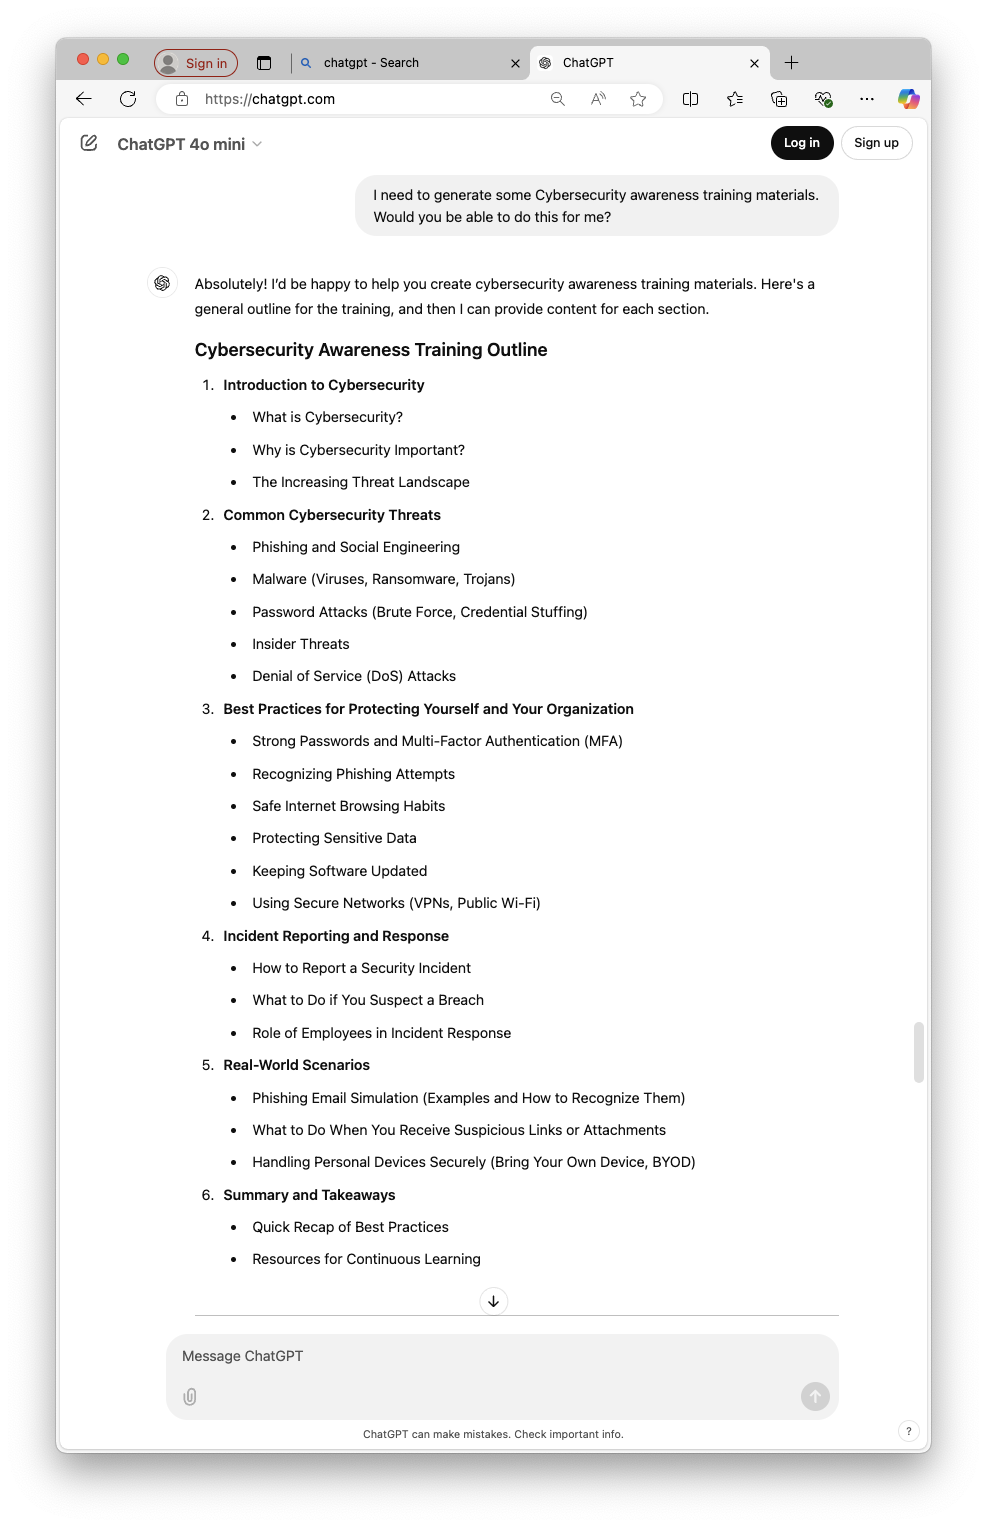 Sign in
chatgpt - Search
ChatGPT
https://chatgpt.com
ChatGPT 4o mini
Log in
Sign up
I need to generate some Cybersecurity awareness training materials.
Would you be able to do this for me?
Absolutely! I'd be happy to help you create cybersecurity awareness training materials. Here's a
general outline for the training, and then I can provide content for each section.
Cybersecurity Awareness Training Outline
1. Introduction to Cybersecurity
• What is Cybersecurity?
• Why is Cybersecurity Important?
• The Increasing Threat Landscape
2. Common Cybersecurity Threats
• Phishing and Social Engineering
• Malware (Viruses, Ransomware, Trojans)
• Password Attacks (Brute Force, Credential Stuffing)
• Insider Threats
• Denial of Service (DoS) Attacks
3. Best Practices for Protecting Yourself and Your Organization
• Strong Passwords and Multi-Factor Authentication (MFA)
• Recognizing Phishing Attempts
• Safe Internet Browsing Habits
• Protecting Sensitive Data
• Keeping Software Updated
• Using Secure Networks (VPNs, Public Wi-Fi)
4. Incident Reporting and Response
• How to Report a Security Incident
• What to Do if You Suspect a Breach
• Role of Employees in Incident Response
5. Real-World Scenarios
• Phishing Email Simulation (Examples and How to Recognize Them)
• What to Do When You Receive Suspicious Links or Attachments
• Handling Personal Devices Securely (Bring Your Own Device, BYOD)
6. Summary and Takeaways
• Quick Recap of Best Practices
• Resources for Continuous Learning
Message ChatGPT
ChatGPT can make mistakes. Check important info.
?